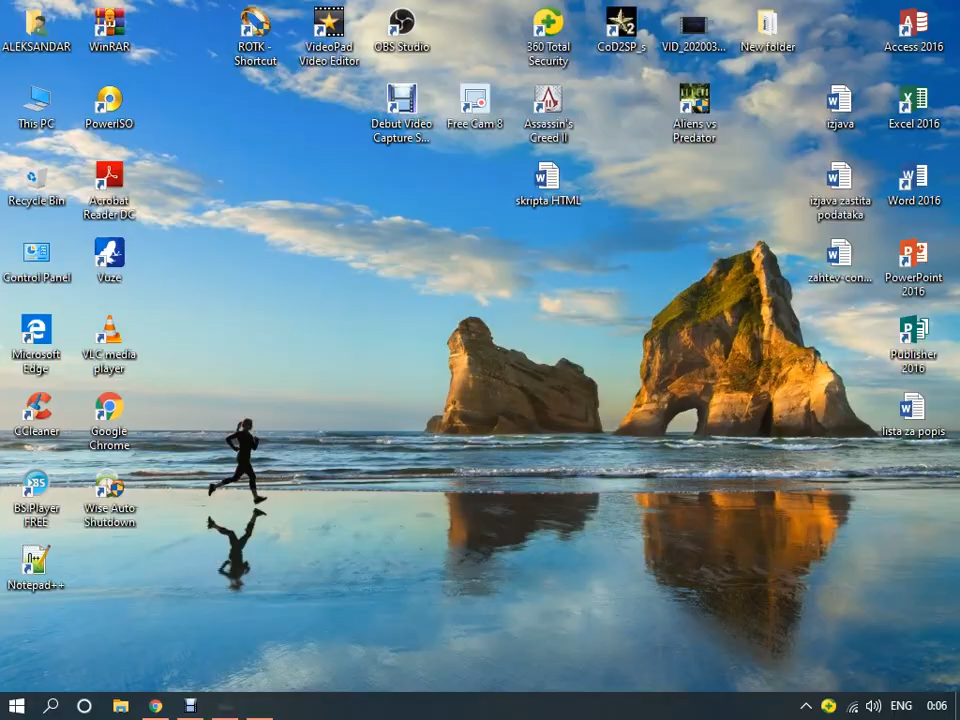 ALEKSANDAR
WinRAR
ROTK -
Shortcut
VideoPad
Video Editor
OBS Studio
360 Total
Security
CoD2SP_s
VID_202003...
New folder
Access 2016
This PC
PowerISO
Debut Video
Capture S...
Free Cam 8
Assassin's
Creed II
Aliens vs
Predator
izjava
Excel 2016
Recycle Bin
Acrobat
Reader DC
skripta HTML
izjava zastita
podataka
Word 2016
Control Panel
Vuze
zahtev-con...
PowerPoint
2016
Microsoft
Edge
VLC media
player
Publisher
2016
CCleaner
Google
Chrome
lista za popis
BS.Player
FREE
Wise Auto
Shutdown
Notepad++
ENG
0:06